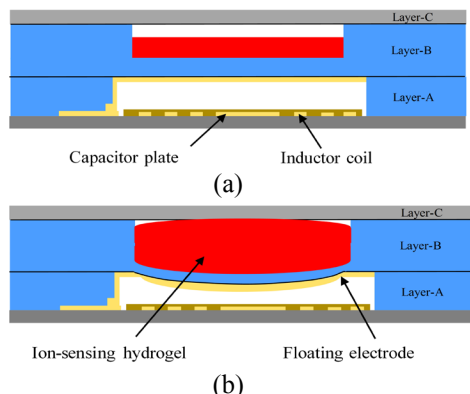 Layer-C
Layer-B
Layer-A
Capacitor plate
Inductor coil
(a)
Layer-C
Layer-B
Layer-A
Ion-sensing hydrogel
Floating electrode
(b)